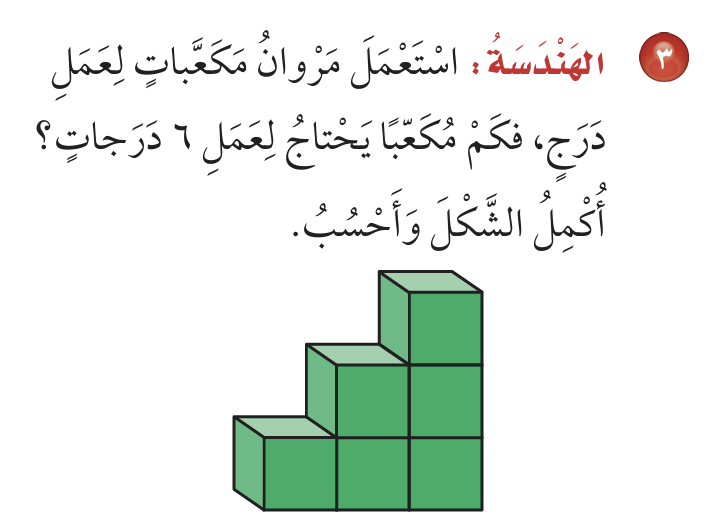 ٣ الهَنْدَسَةُ: اسْتَعْمَلَ مَرْوانُ مَكَعَّباتٍ لِعَمَلِ
دَرَجٍ، فكَمْ مُكَعّبًا يَحْتاجُ لِعَمَلِ ٦ دَرَجاتٍ؟
أُكْمِلُ الشَّكْلَ وَأَحْسُبُ.